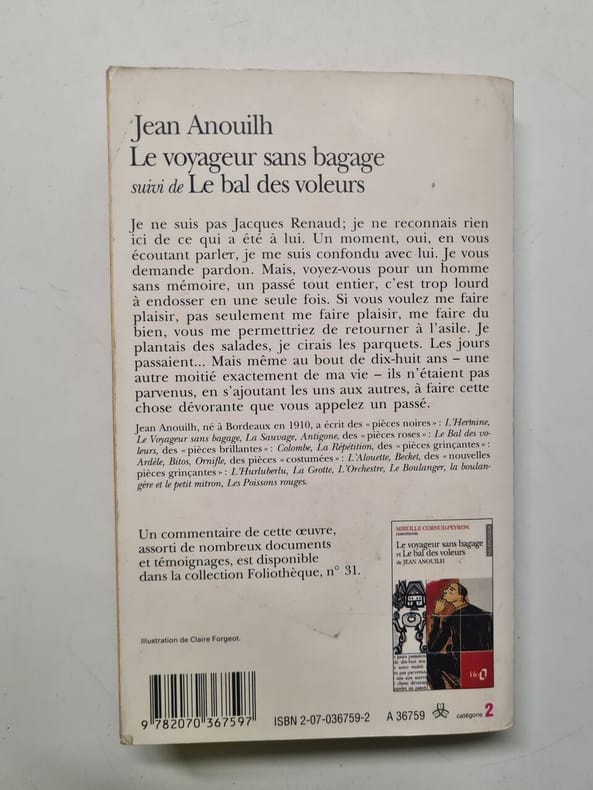 Jean Anouilh
Le voyageur sans bagage
suivi de Le bal des voleurs
Je ne suis pas Jacques Renaud; je ne reconnais rien
ici de ce qui a été à lui. Un moment, oui, en vous
écoutant parler, je me suis confondu avec lui. Je vous
demande pardon. Mais, voyez-vous pour un homme
sans mémoire, un passé tout entier, c'est trop lourd
à endosser en une seule fois. Si vous voulez me faire
plaisir, pas seulement me faire plaisir, me faire du
bien, vous me permettriez de retourner à l'asile. Je
plantais des salades, je cirais les parquets. Les jours
passaient... Mais même au bout de dix-huit ans – une
autre moitié exactement de ma vie – ils n'étaient pas
parvenus, en s'ajoutant les uns aux autres, à faire cette
chose dévorante que vous appelez un passé.
Jean Anouilh, né à Bordeaux en 1910, a écrit des «pièces noires»: L'Hermine,
Le Voyageur sans bagage, La Sauvage, Antigone, des «pièces roses»: Le Bal des vo-
leurs, des «pièces brillantes»: Colombe, La Répétition, des «pièces grinçantes»:
Ardèle, Bitos, Ornifle, des pièces «costumées»: L'Alouette, Becket, des «nouvelles
pièces grinçantes»: L'Hurluberlu, La Grotte, L'Orchestre, Le Boulanger, la boulan-
gère et le petit mitron, Les Poissons rouges.
Un commentaire de cette œuvre,
assorti de nombreux documents
et témoignages, est disponible
dans la collection Foliothèque, n° 31.
MIREILLE CORNUD-PEYRON
commente
Le voyageur sans bagage
et Le bal des voleurs
de JEAN ANOUILH
Illustration de Claire Forgeot.
9 782070 367597
ISBN 2-07-036759-2
A 36759
catégorie 2